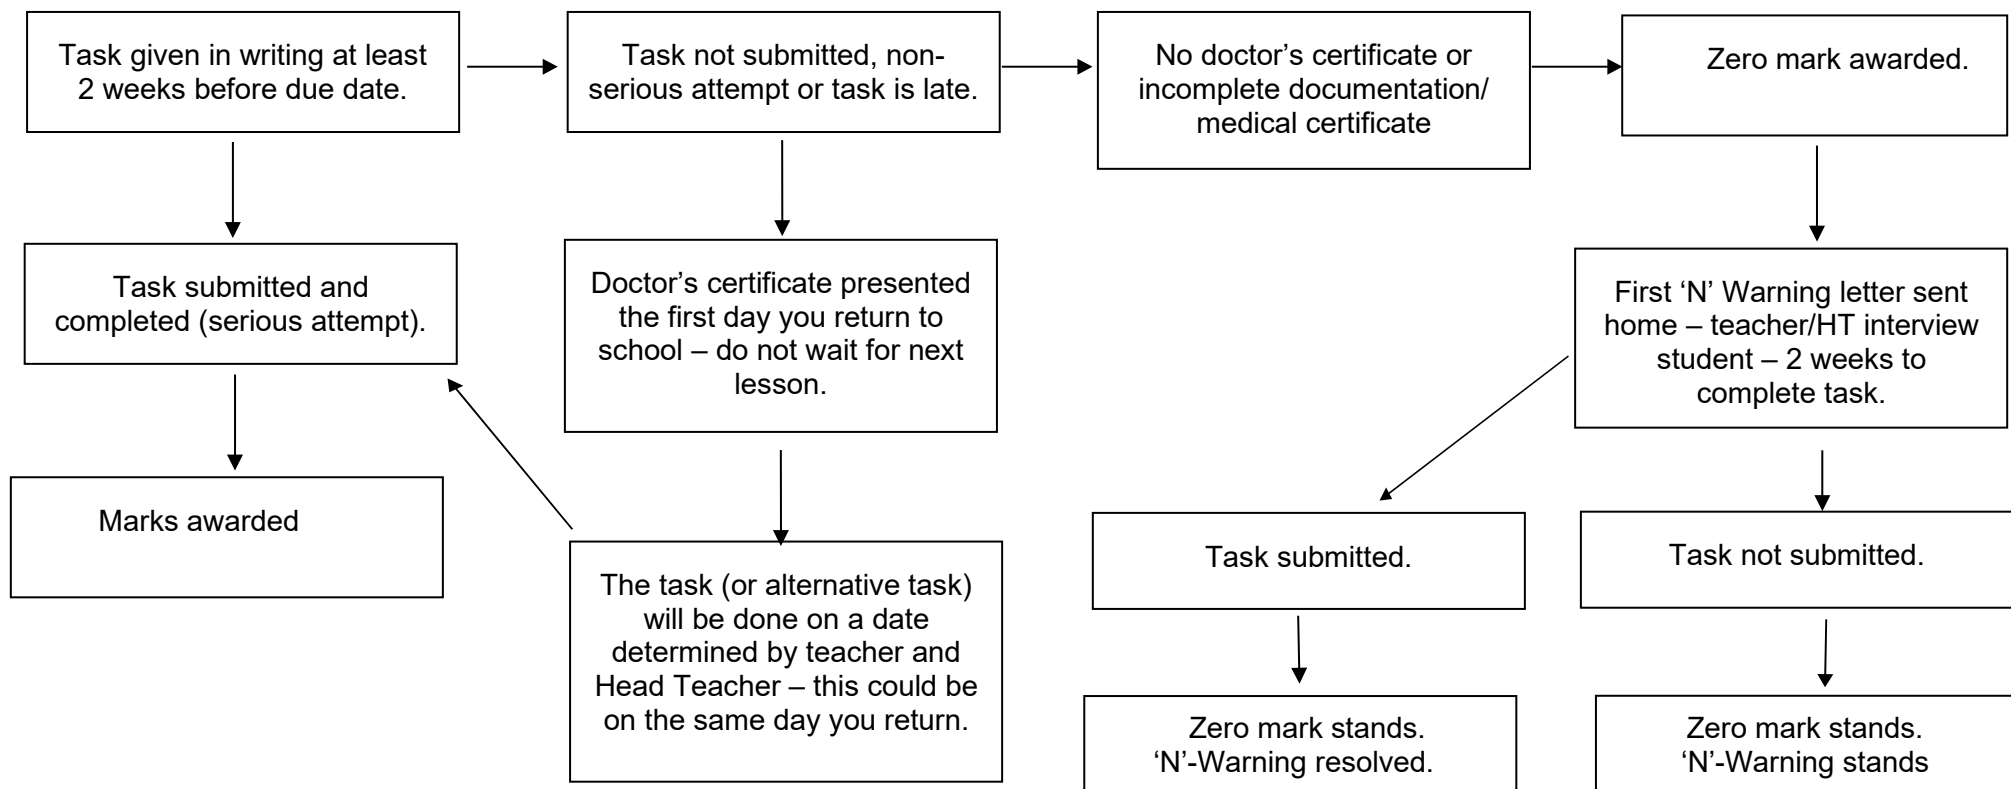 Task given in writing at least
2 weeks before due date.
Task not submitted, non-
serious attempt or task is late.
No doctor’s certificate or
incomplete documentation/
medical certificate
Zero mark awarded.
Task submitted and
completed (serious attempt).
Doctor’s certificate presented
the first day you return to
school – do not wait for next
lesson.
First ‘N’ Warning letter sent
home – teacher/HT interview
student – 2 weeks to
complete task.
Marks awarded
The task (or alternative task)
will be done on a date
determined by teacher and
Head Teacher – this could be
on the same day you return.
Task submitted.
Task not submitted.
Zero mark stands.
‘N’-Warning resolved.
Zero mark stands.
‘N’-Warning stands